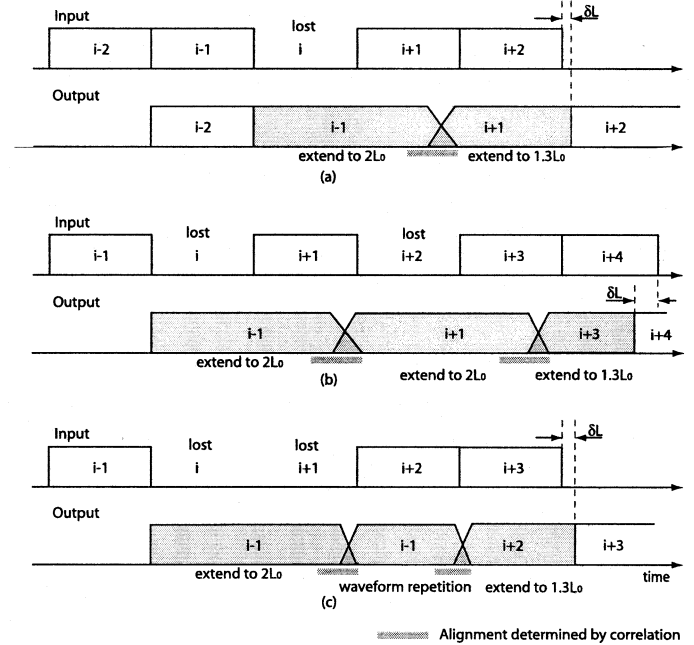 Input
lost
δL
i-2 i-1 i i+1 i+2
Output
i-2 i-1 i+1 i+2
extend to 2L₀ extend to 1.3L₀
(a)
Input
lost lost
i-1 i i+1 i+2 i+3 i+4
Output
δL
i-1 i+1 i+3 i+4
extend to 2L₀ extend to 2L₀ extend to 1.3L₀
(b)
Input
lost lost
δL
i-1 i i+1 i+2 i+3
Output
i-1 i-1 i+2 i+3
extend to 2L₀ waveform repetition extend to 1.3L₀
time
(c)
Alignment determined by correlation